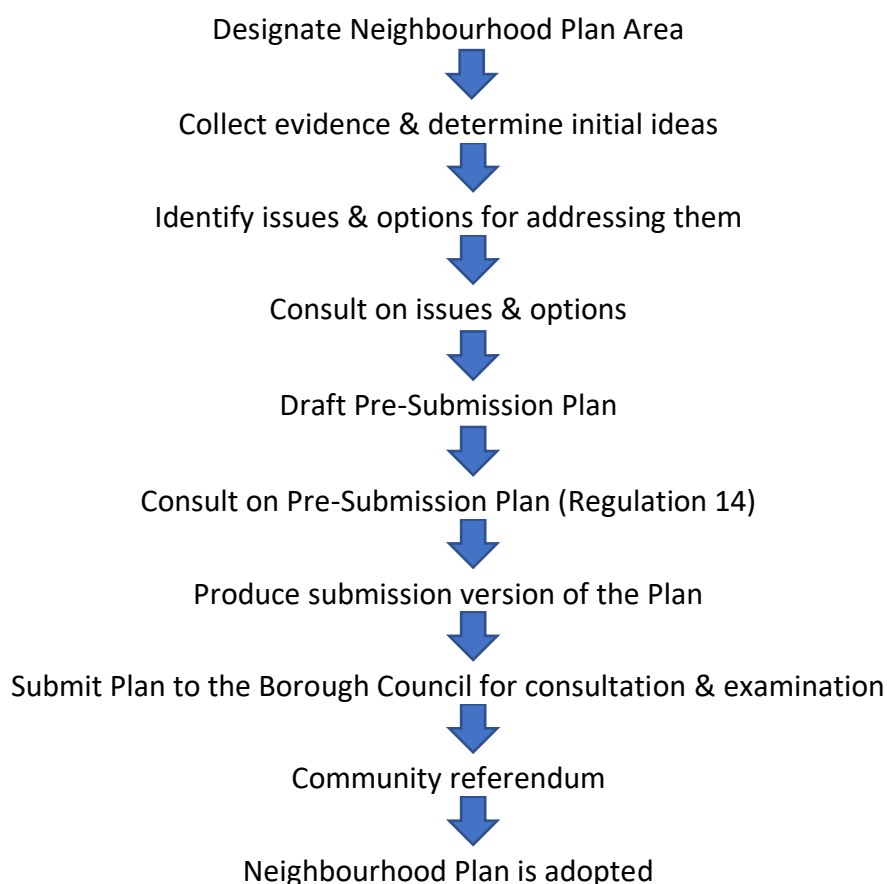 Designate Neighbourhood Plan Area
Collect evidence & determine initial ideas
Identify issues & options for addressing them
Consult on issues & options
Draft Pre-Submission Plan
Consult on Pre-Submission Plan (Regulation 14)
Produce submission version of the Plan
Submit Plan to the Borough Council for consultation & examination
Community referendum
Neighbourhood Plan is adopted